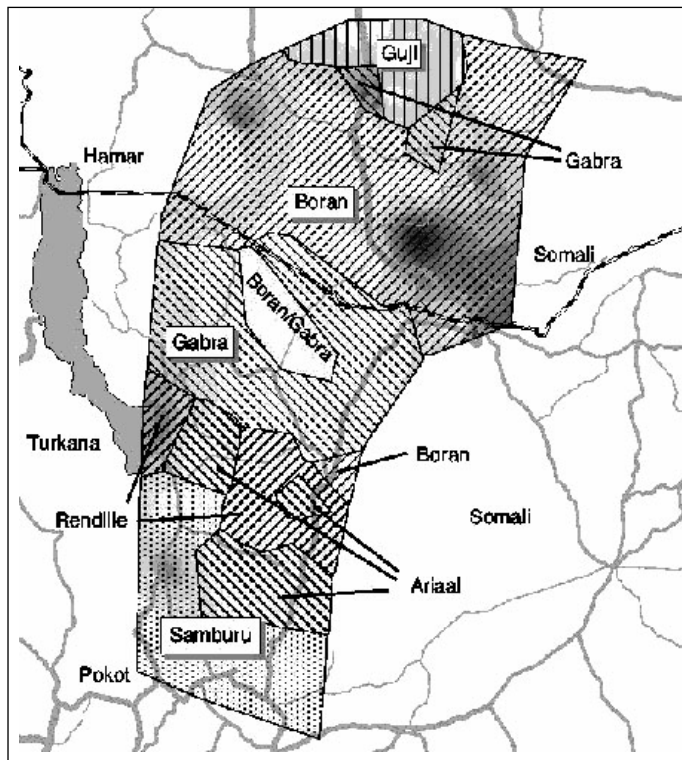 Guji
Hamar
Gabra
Boran
Somali
Boran/Gabra
Gabra
Turkana
Boran
Rendille
Somali
Ariaal
Samburu
Pokot